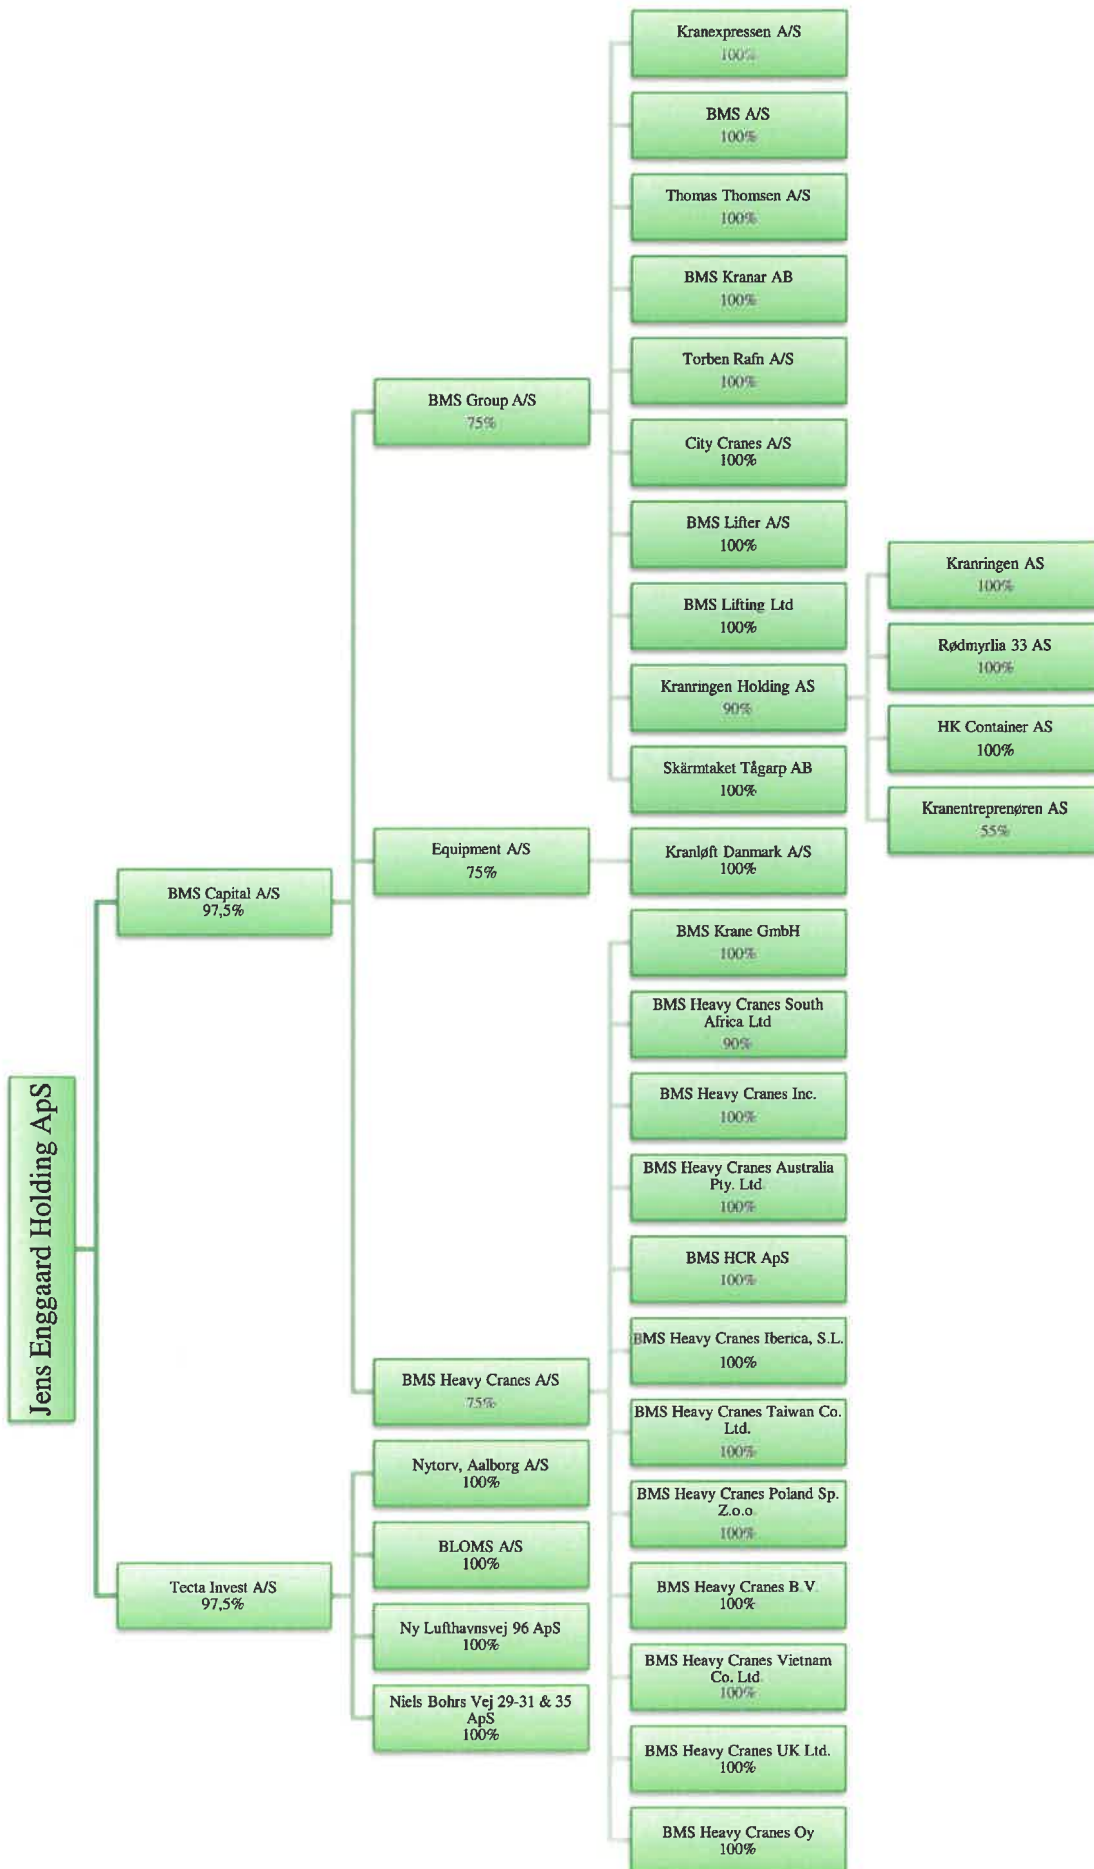 Jens Enggaard Holding ApS
BMS Capital A/S
97,5%
BMS Group A/S
75%
Kranexpressen A/S
100%
BMS A/S
100%
Thomas Thomsen A/S
100%
BMS Kranar AB
100%
Torben Rafn A/S
100%
City Cranes A/S
100%
BMS Lifter A/S
100%
BMS Lifting Ltd
100%
Kranringen Holding AS
90%
Kranringen AS
100%
Rødmyrlia 33 AS
100%
HK Container AS
100%
Kranentreprenøren AS
55%
Skärmtaket Tågarp AB
100%
Equipment A/S
75%
Kranløft Danmark A/S
100%
BMS Heavy Cranes A/S
75%
BMS Krane GmbH
100%
BMS Heavy Cranes South
Africa Ltd
90%
BMS Heavy Cranes Inc.
100%
BMS Heavy Cranes Australia
Pty. Ltd
100%
BMS HCR ApS
100%
BMS Heavy Cranes Iberica, S.L.
100%
BMS Heavy Cranes Taiwan Co.
Ltd.
100%
BMS Heavy Cranes Poland Sp.
Z.o.o
100%
BMS Heavy Cranes B.V.
100%
BMS Heavy Cranes Vietnam
Co. Ltd
100%
BMS Heavy Cranes UK Ltd.
100%
BMS Heavy Cranes Oy
100%
Tecta Invest A/S
97,5%
Nytorv, Aalborg A/S
100%
BLOMS A/S
100%
Ny Lufthavnsvej 96 ApS
100%
Niels Bohrs Vej 29-31 & 35
ApS
100%